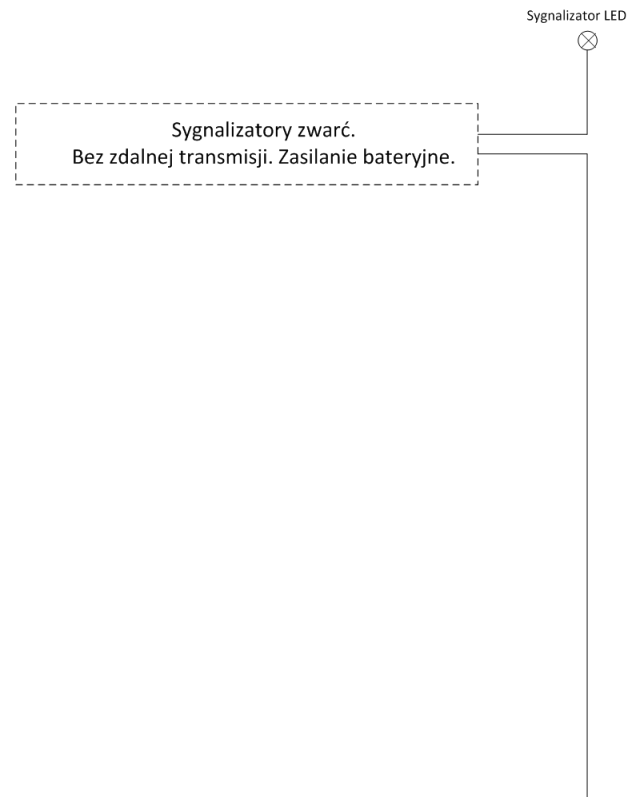 Sygnalizator LED
Sygnalizatory zwarć.
Bez zdalnej transmisji. Zasilanie bateryjne.